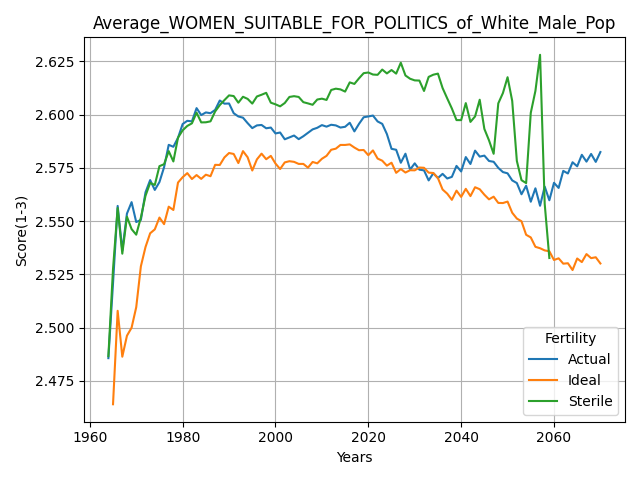 Average_WOMEN_SUITABLE_FOR_POLITICS_of_White_Male_Pop
2.625
2.600
2.575
2.550
2.525
2.500
2.475
Score(1-3)
1960
1980
2000
2020
2040
2060
Years
Fertility
Actual
Ideal
Sterile